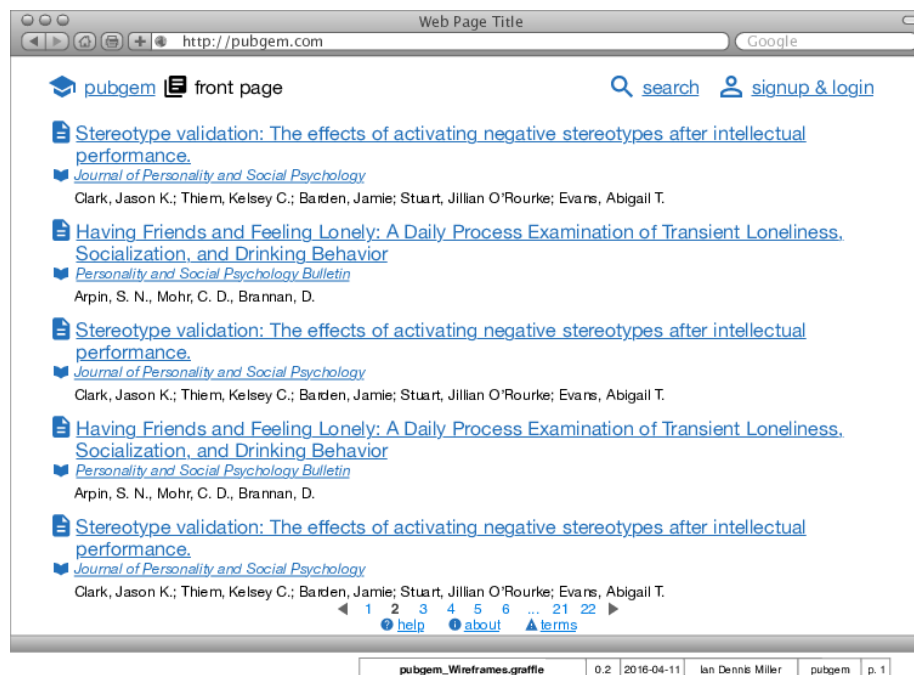 Web Page Title
http://pubgem.com
Google
pubgem front page search signup & login
Stereotype validation: The effects of activating negative stereotypes after intellectual
performance.
Journal of Personality and Social Psychology
Clark, Jason K.; Thiem, Kelsey C.; Barden, Jamie; Stuart, Jillian O'Rourke; Evans, Abigail T.
Having Friends and Feeling Lonely: A Daily Process Examination of Transient Loneliness,
Socialization, and Drinking Behavior
Personality and Social Psychology Bulletin
Arpin, S. N., Mohr, C. D., Brannan, D.
Stereotype validation: The effects of activating negative stereotypes after intellectual
performance.
Journal of Personality and Social Psychology
Clark, Jason K.; Thiem, Kelsey C.; Barden, Jamie; Stuart, Jillian O'Rourke; Evans, Abigail T.
Having Friends and Feeling Lonely: A Daily Process Examination of Transient Loneliness,
Socialization, and Drinking Behavior
Personality and Social Psychology Bulletin
Arpin, S. N., Mohr, C. D., Brannan, D.
Stereotype validation: The effects of activating negative stereotypes after intellectual
performance.
Journal of Personality and Social Psychology
Clark, Jason K.; Thiem, Kelsey C.; Barden, Jamie; Stuart, Jillian O'Rourke; Evans, Abigail T.
1 2 3 4 5 6 ... 21 22
help about terms
pubgem_Wireframes.graffle 0.2 2016-04-11 Ian Dennis Miller pubgem p. 1